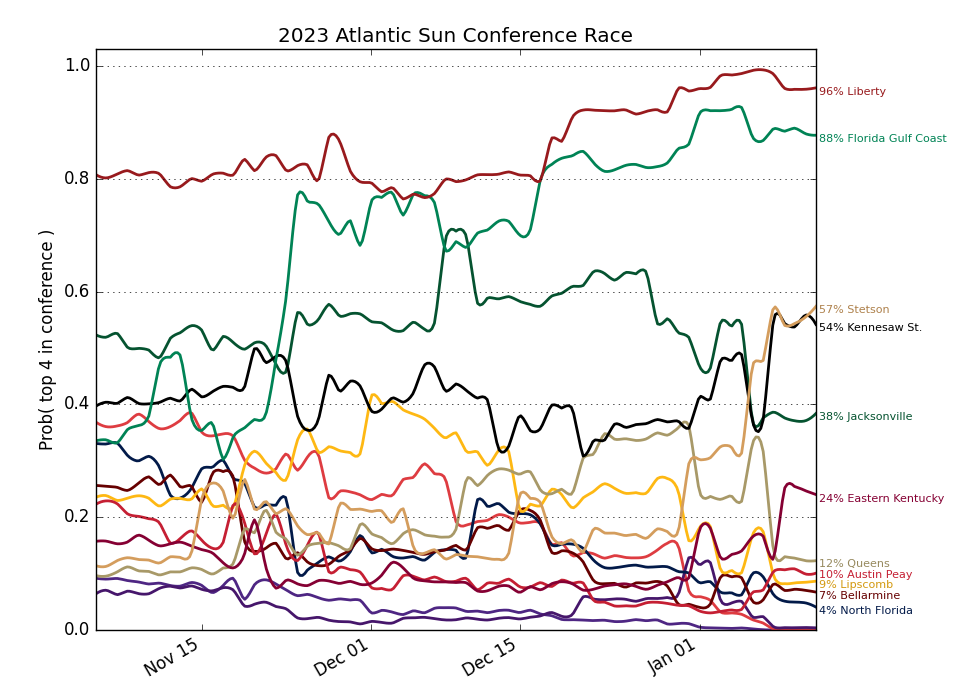 2023 Atlantic Sun Conference Race
Prob( top 4 in conference )
1.0
0.8
0.6
0.4
0.2
0.0
Nov 15
Dec 01
Dec 15
Jan 01
96% Liberty
88% Florida Gulf Coast
57% Stetson
54% Kennesaw St.
38% Jacksonville
24% Eastern Kentucky
12% Queens
10% Austin Peay
9% Lipscomb
7% Bellarmine
4% North Florida